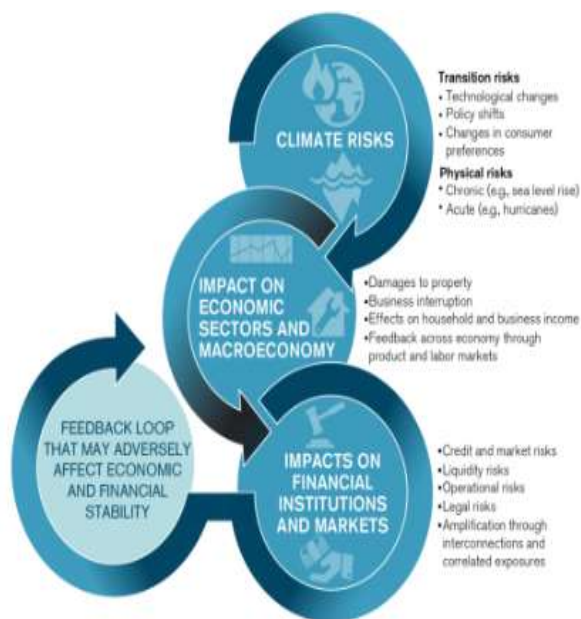 CLIMATE RISKS
Transition risks
• Technological changes
• Policy shifts
• Changes in consumer
preferences
Physical risks
• Chronic (e.g., sea level rise)
• Acute (e.g., hurricanes)
IMPACT ON
ECONOMIC
SECTORS AND
MACROECONOMY
•Damages to property
•Business interruption
•Effects on household and business income
•Feedback across economy through
product and labor markets
FEEDBACK LOOP
THAT MAY ADVERSELY
AFFECT ECONOMIC
AND FINANCIAL
STABILITY
IMPACTS ON
FINANCIAL
INSTITUTIONS
AND MARKETS
•Credit and market risks
•Liquidity risks
•Operational risks
•Legal risks
•Amplification through
interconnections and
correlated exposures